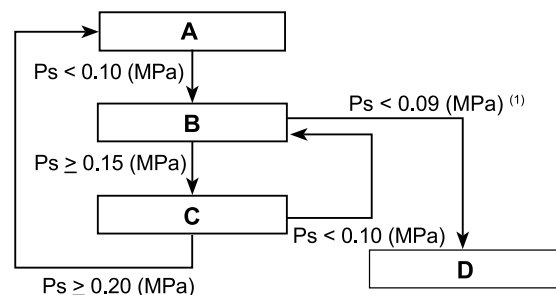 A
Ps < 0.10 (MPa)
B
Ps < 0.09 (MPa) (1)
Ps ≥ 0.15 (MPa)
C
Ps < 0.10 (MPa)
D
Ps ≥ 0.20 (MPa)